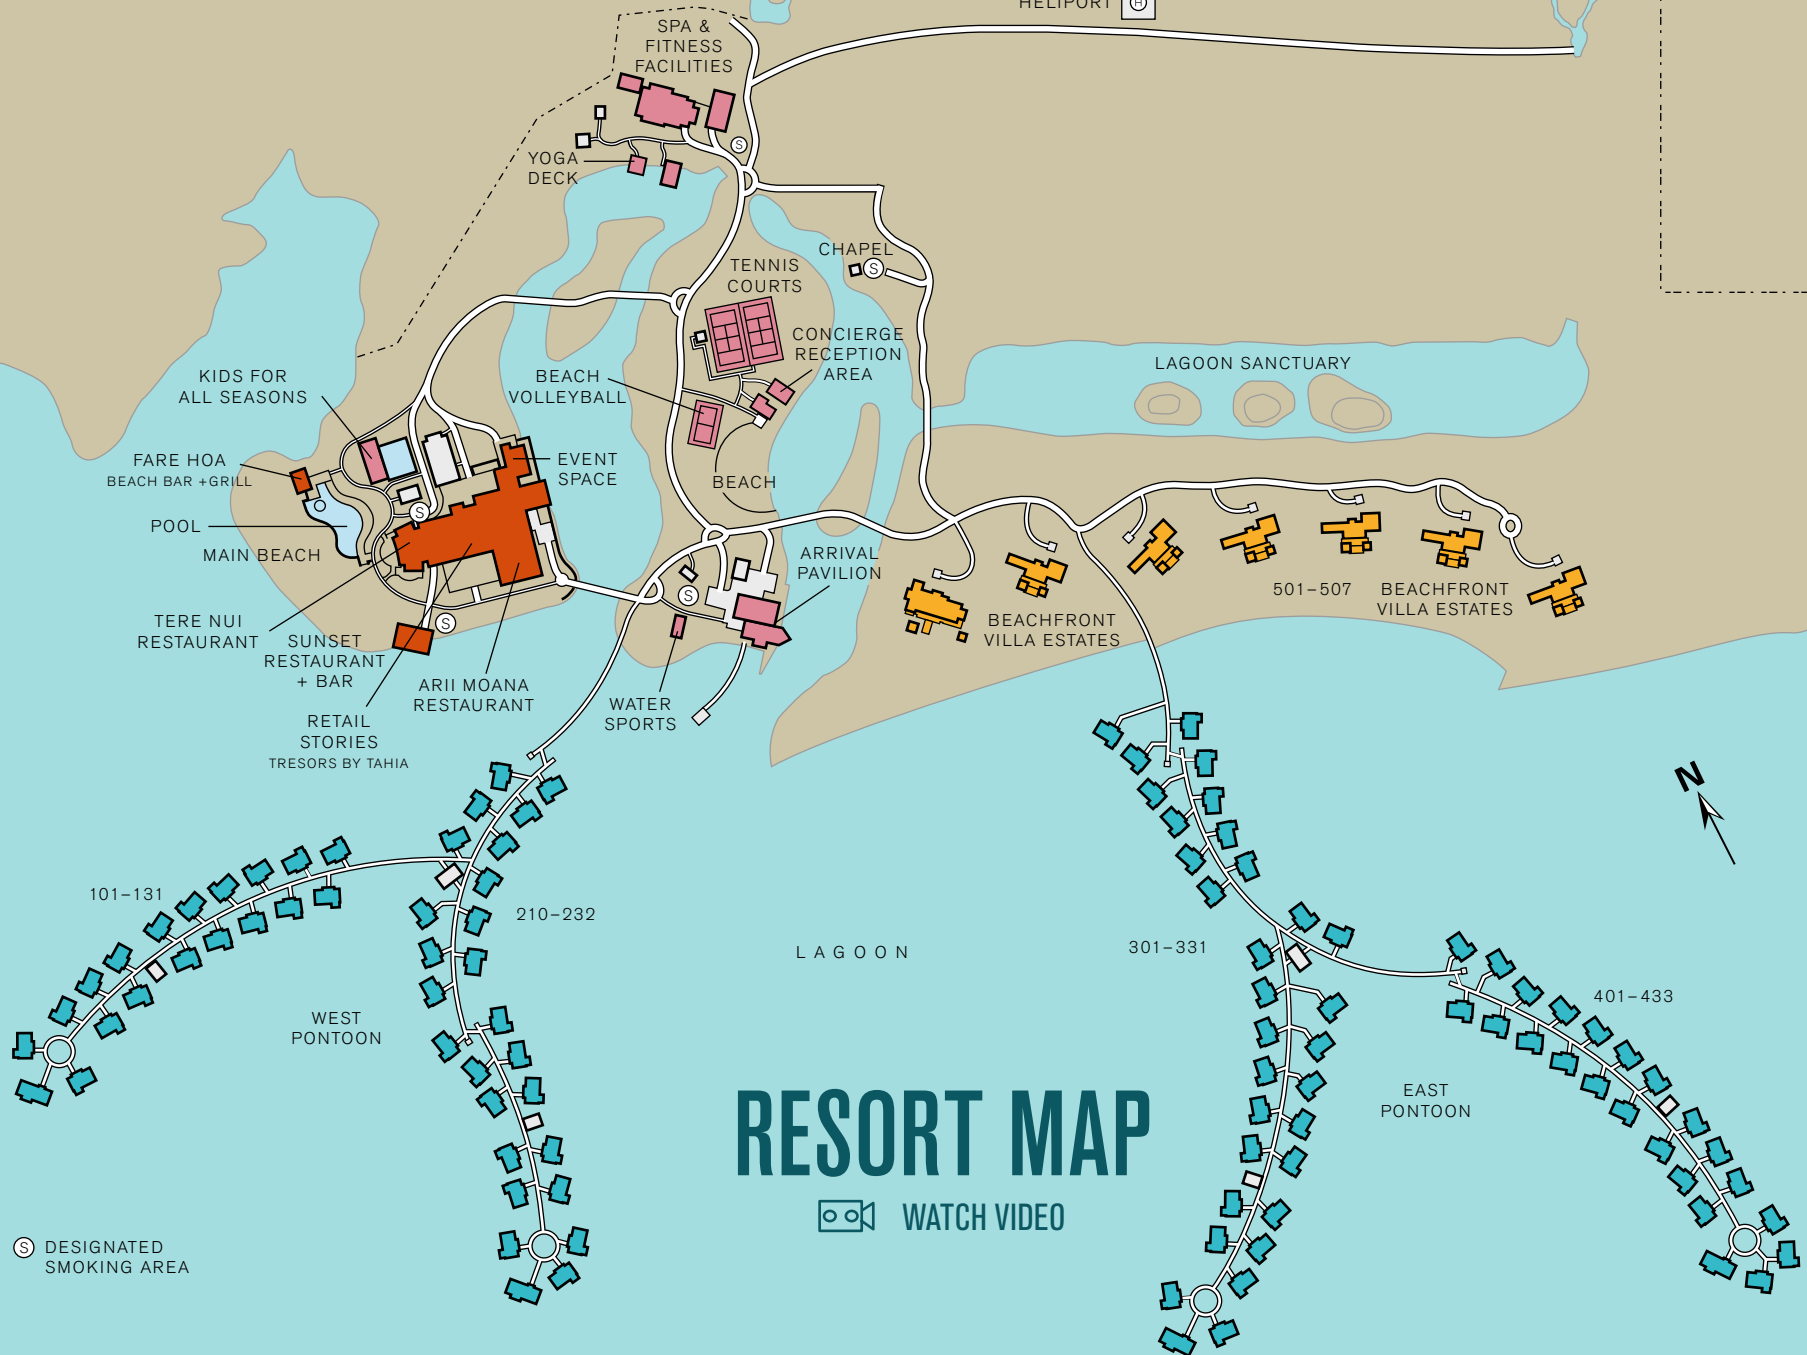 HELIPORT H
SPA &
FITNESS
FACILITIES
S
YOGA
DECK
CHAPEL
S
TENNIS
COURTS
CONCIERGE
RECEPTION
AREA
LAGOON SANCTUARY
KIDS FOR
ALL SEASONS
BEACH
VOLLEYBALL
FARE HOA
BEACH BAR +GRILL
EVENT
SPACE
BEACH
S
POOL
MAIN BEACH
ARRIVAL
PAVILION
S
501–507
BEACHFRONT
VILLA ESTATES
BEACHFRONT
VILLA ESTATES
TERE NUI
RESTAURANT
S
SUNSET
RESTAURANT
+ BAR
ARII MOANA
RESTAURANT
WATER
SPORTS
RETAIL
STORIES
TRESORS BY TAHIA
N
101–131
210–232
LAGOON
301–331
401–433
WEST
PONTOON
EAST
PONTOON
RESORT MAP
WATCH VIDEO
S DESIGNATED
SMOKING AREA